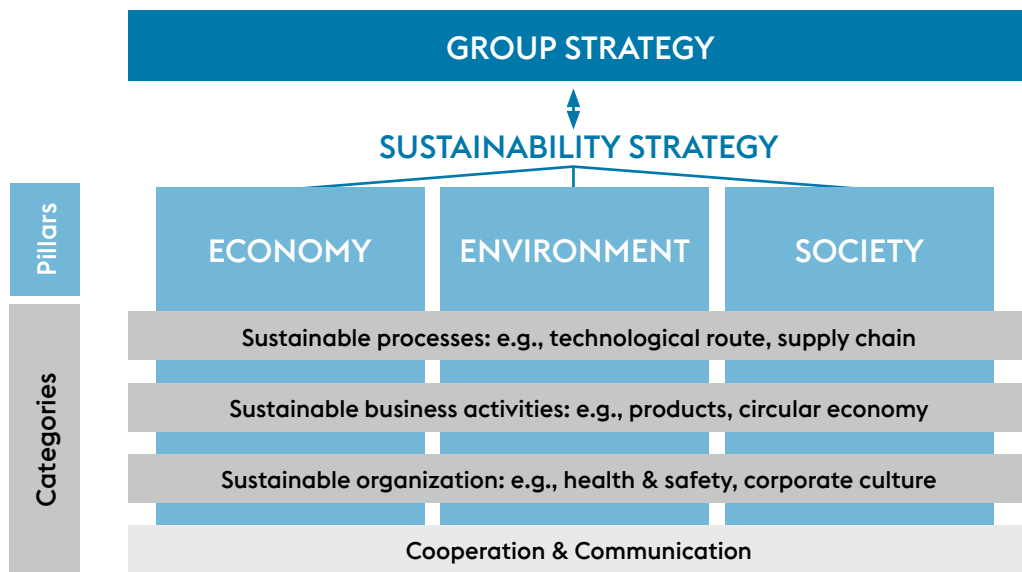 GROUP STRATEGY
SUSTAINABILITY STRATEGY
Pillars
ECONOMY
ENVIRONMENT
SOCIETY
Categories
Sustainable processes: e.g., technological route, supply chain
Sustainable business activities: e.g., products, circular economy
Sustainable organization: e.g., health & safety, corporate culture
Cooperation & Communication